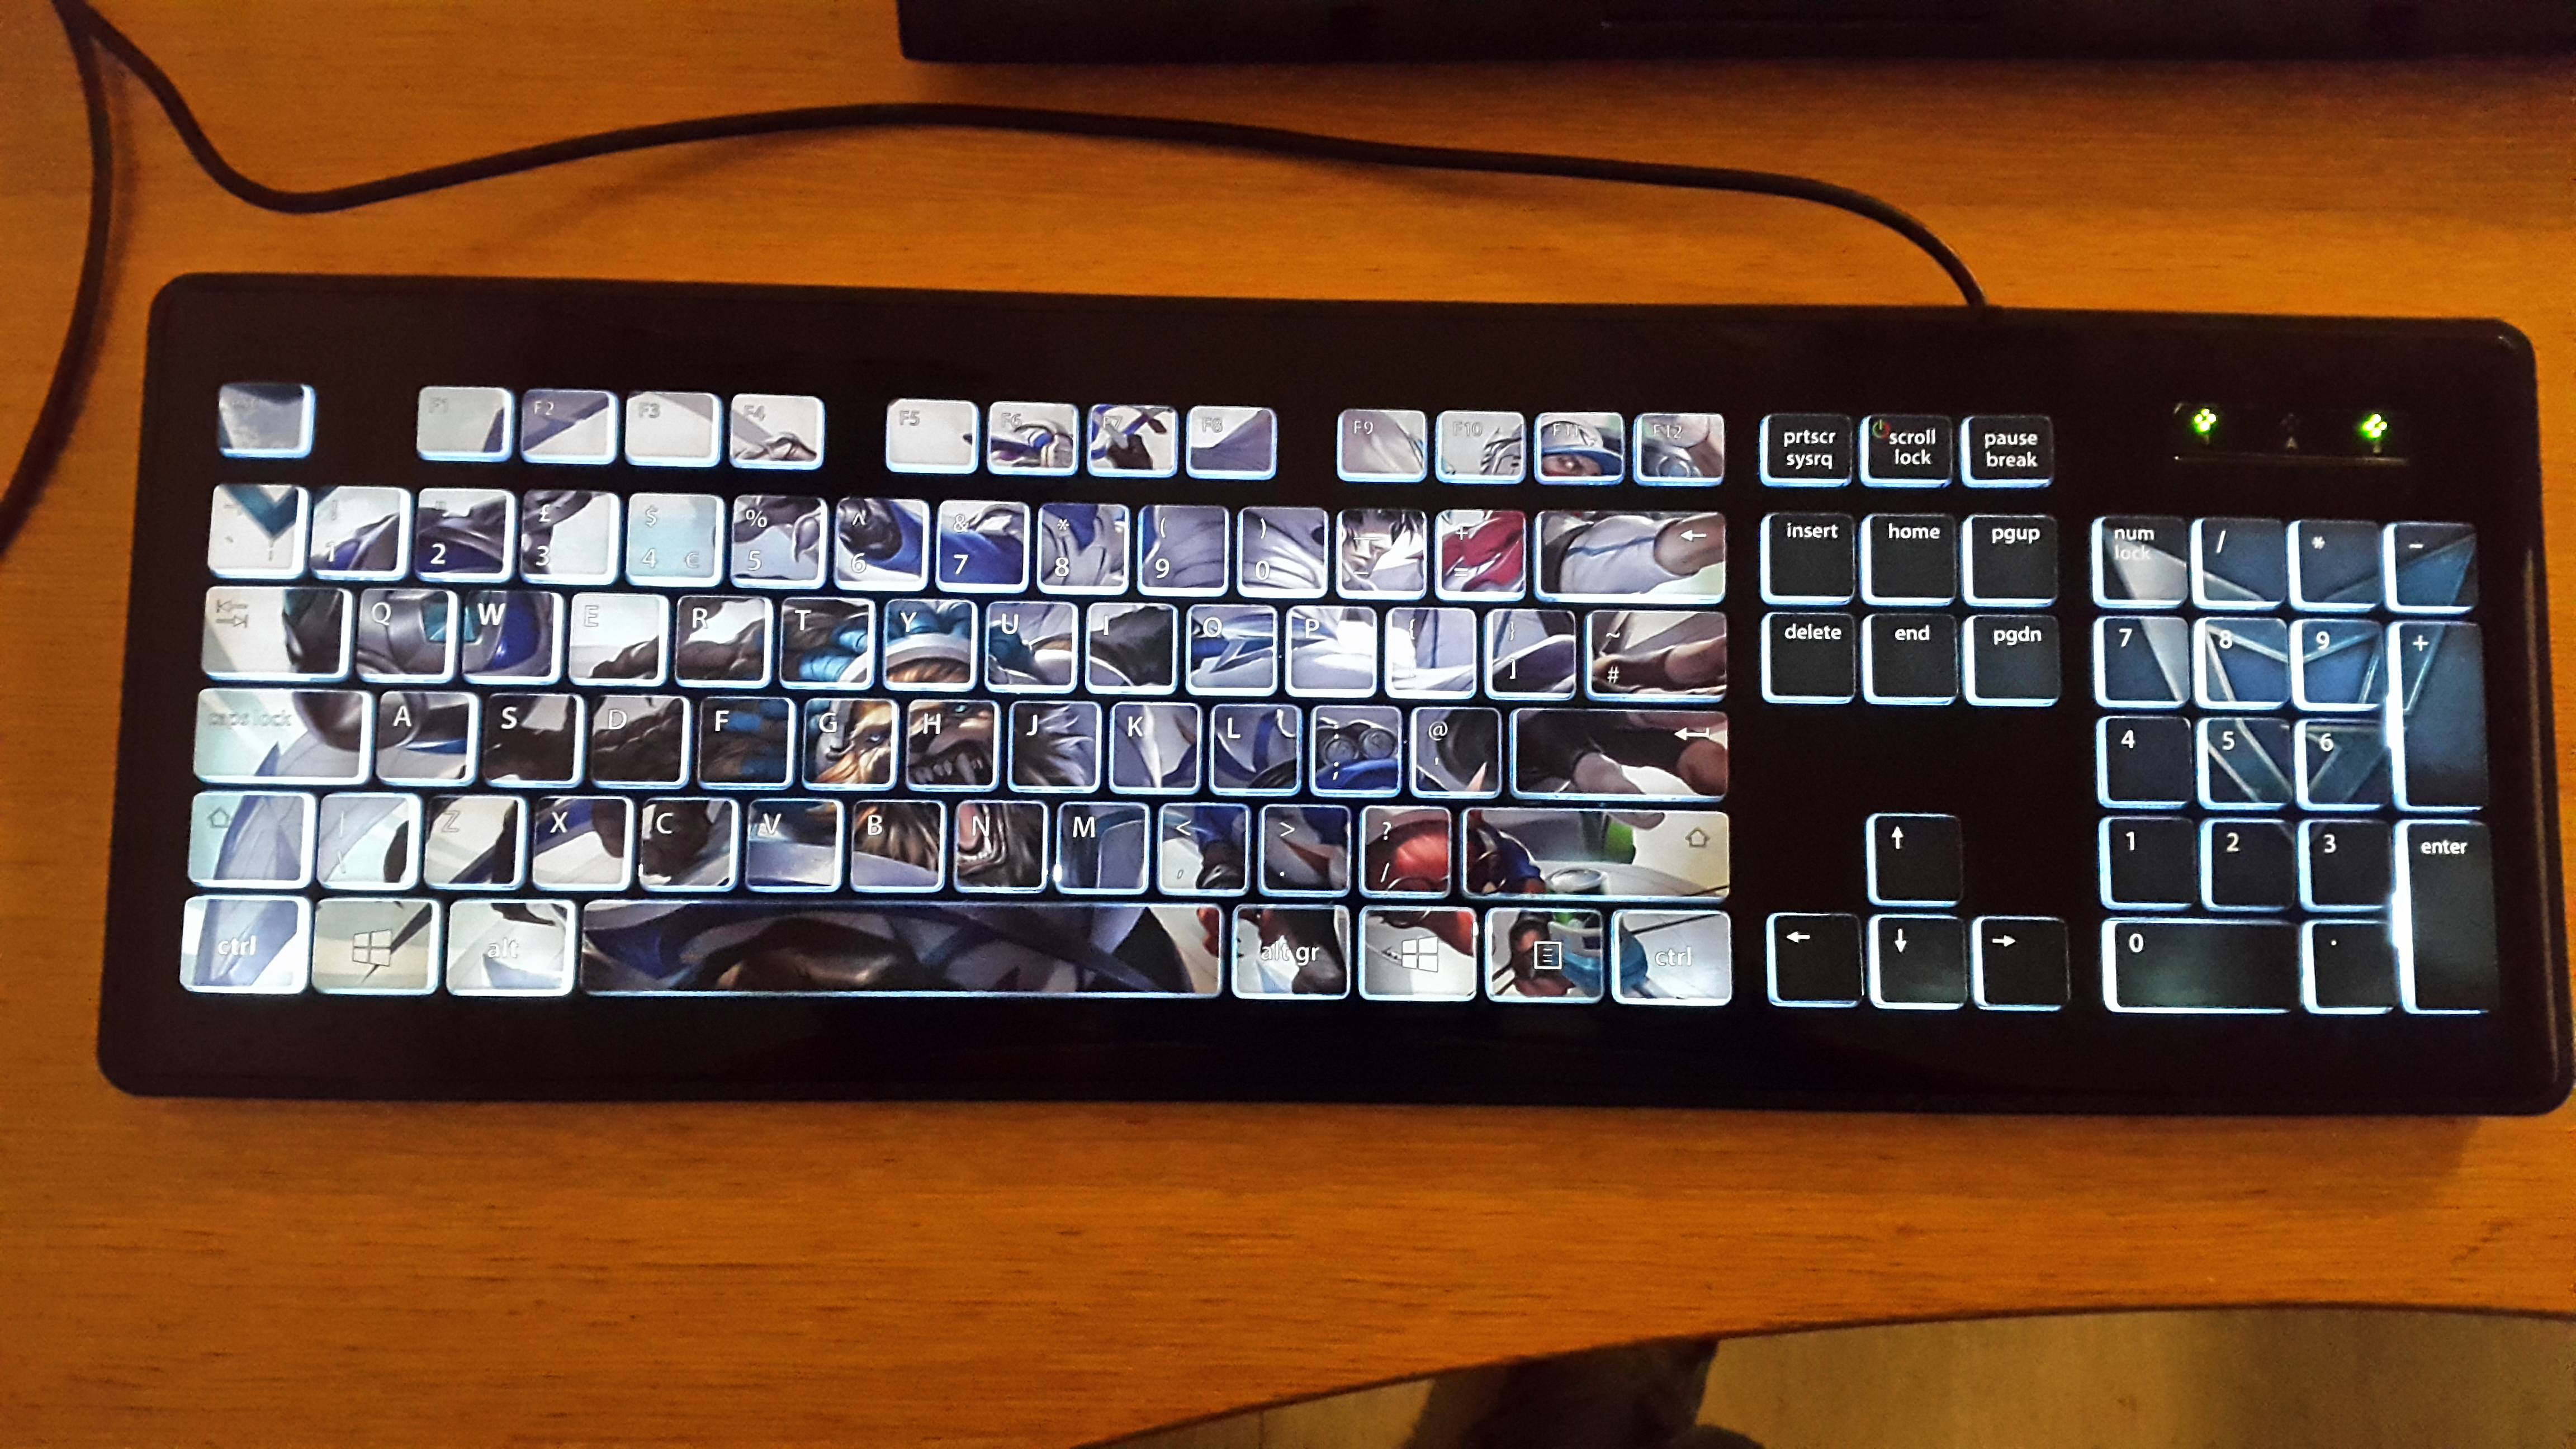 F1 F2 F3 F4 F5 F6 F7 F8 F9 F10 F11 F12 prtscr sysrq scroll lock pause break
1 2 £ 3 $ 4 € % 5 ^ 6 & 7 * 8 ( 9 ) 0 _ - + = ← insert home pgup num lock / * -
Q W E R T Y U I O P { } ] ~ # delete end pgdn 7 8 9 +
caps lock A S D F G H J K L : ; @ ' 4 5 6
| \ Z X C V B N M < , > . ? / ↑ 1 2 3 enter
ctrl alt alt gr ctrl ← ↓ → 0 .
A